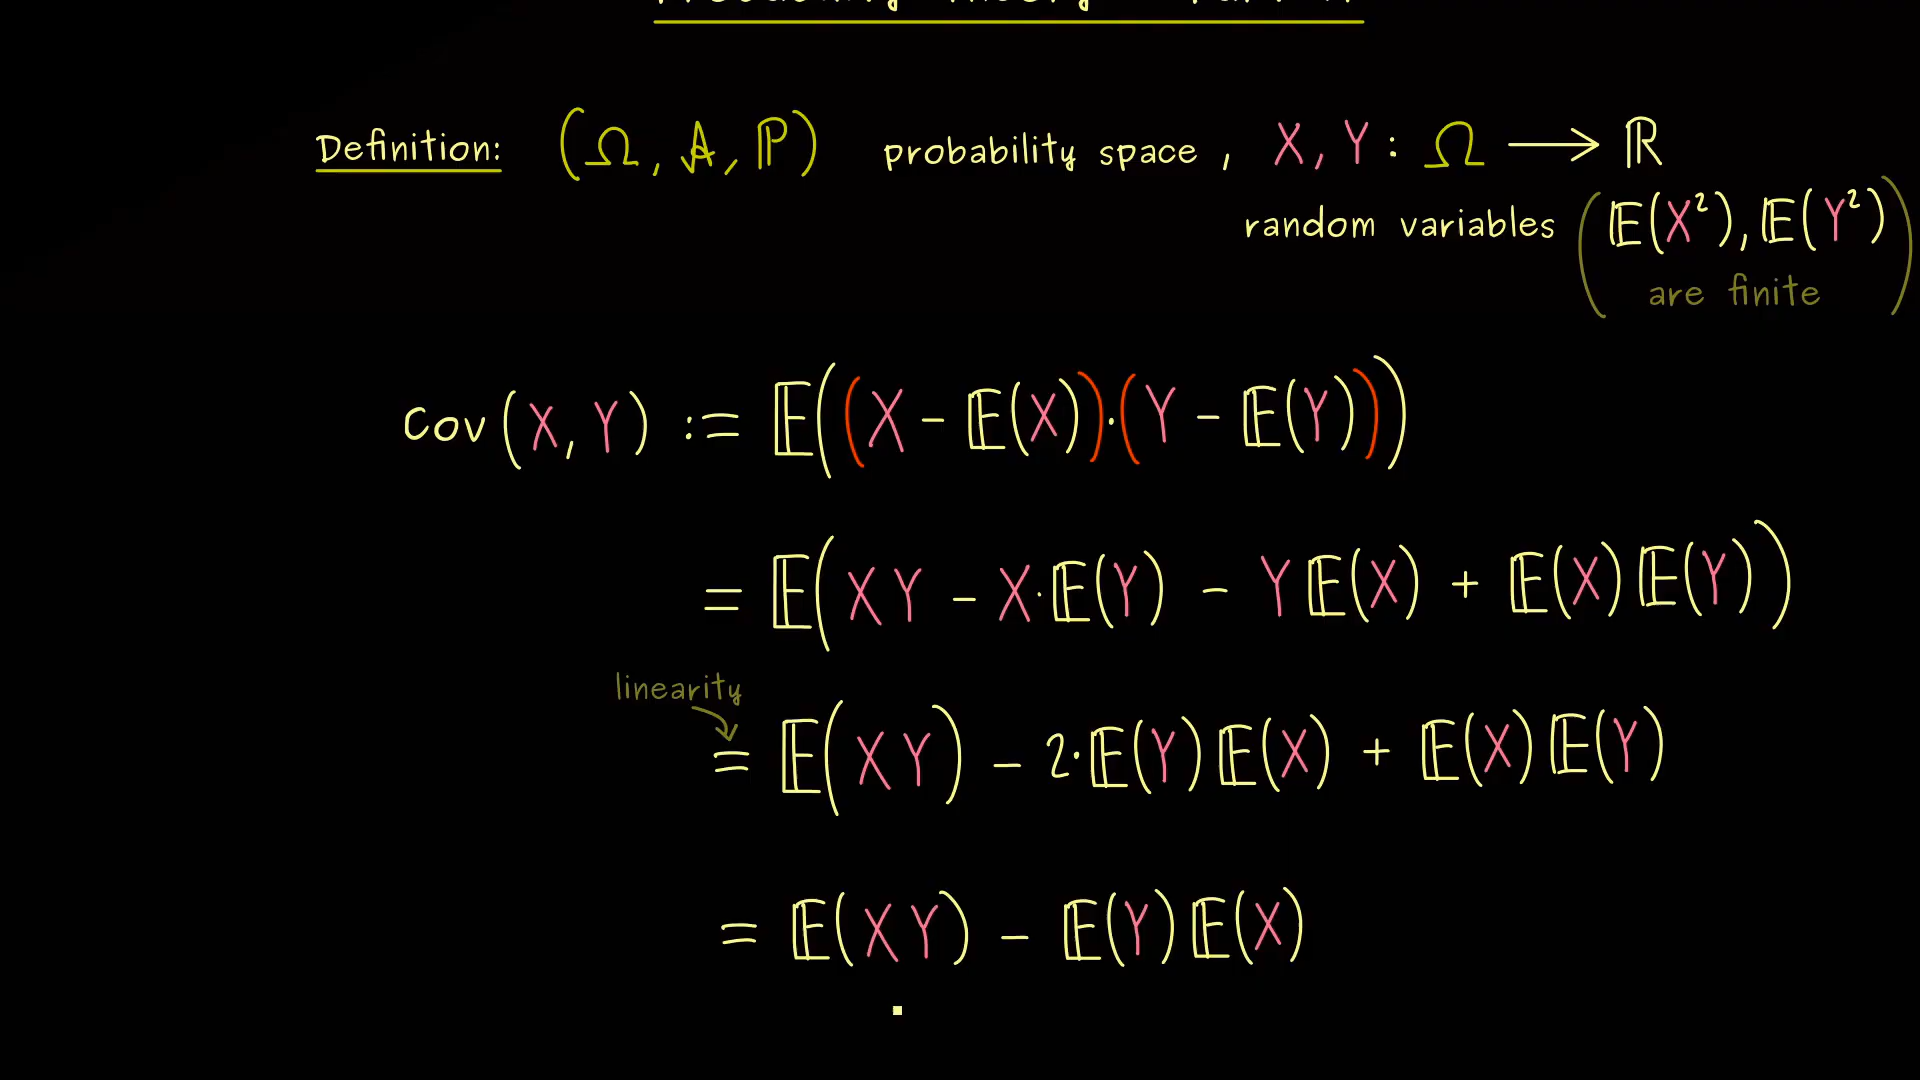 Definition: (Ω, A, ℙ) probability space, X, Y: Ω ⟶ ℝ
random variables (𝔼(X²), 𝔼(Y²)
are finite)
Cov(X, Y) := 𝔼((X − 𝔼(X))·(Y − 𝔼(Y)))
= 𝔼(XY − X·𝔼(Y) − Y𝔼(X) + 𝔼(X)𝔼(Y))
linearity
= 𝔼(XY) − 2·𝔼(Y)𝔼(X) + 𝔼(X)𝔼(Y)
= 𝔼(XY) − 𝔼(Y)𝔼(X)